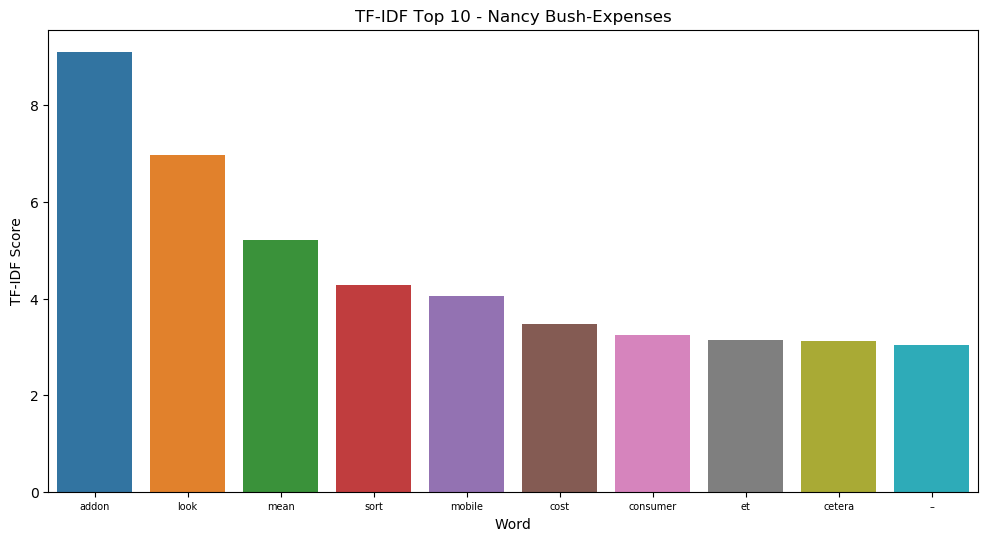 TF-IDF Top 10 - Nancy Bush-Expenses
TF-IDF Score
8
6
4
2
0
addon look mean sort mobile cost consumer et cetera –
Word